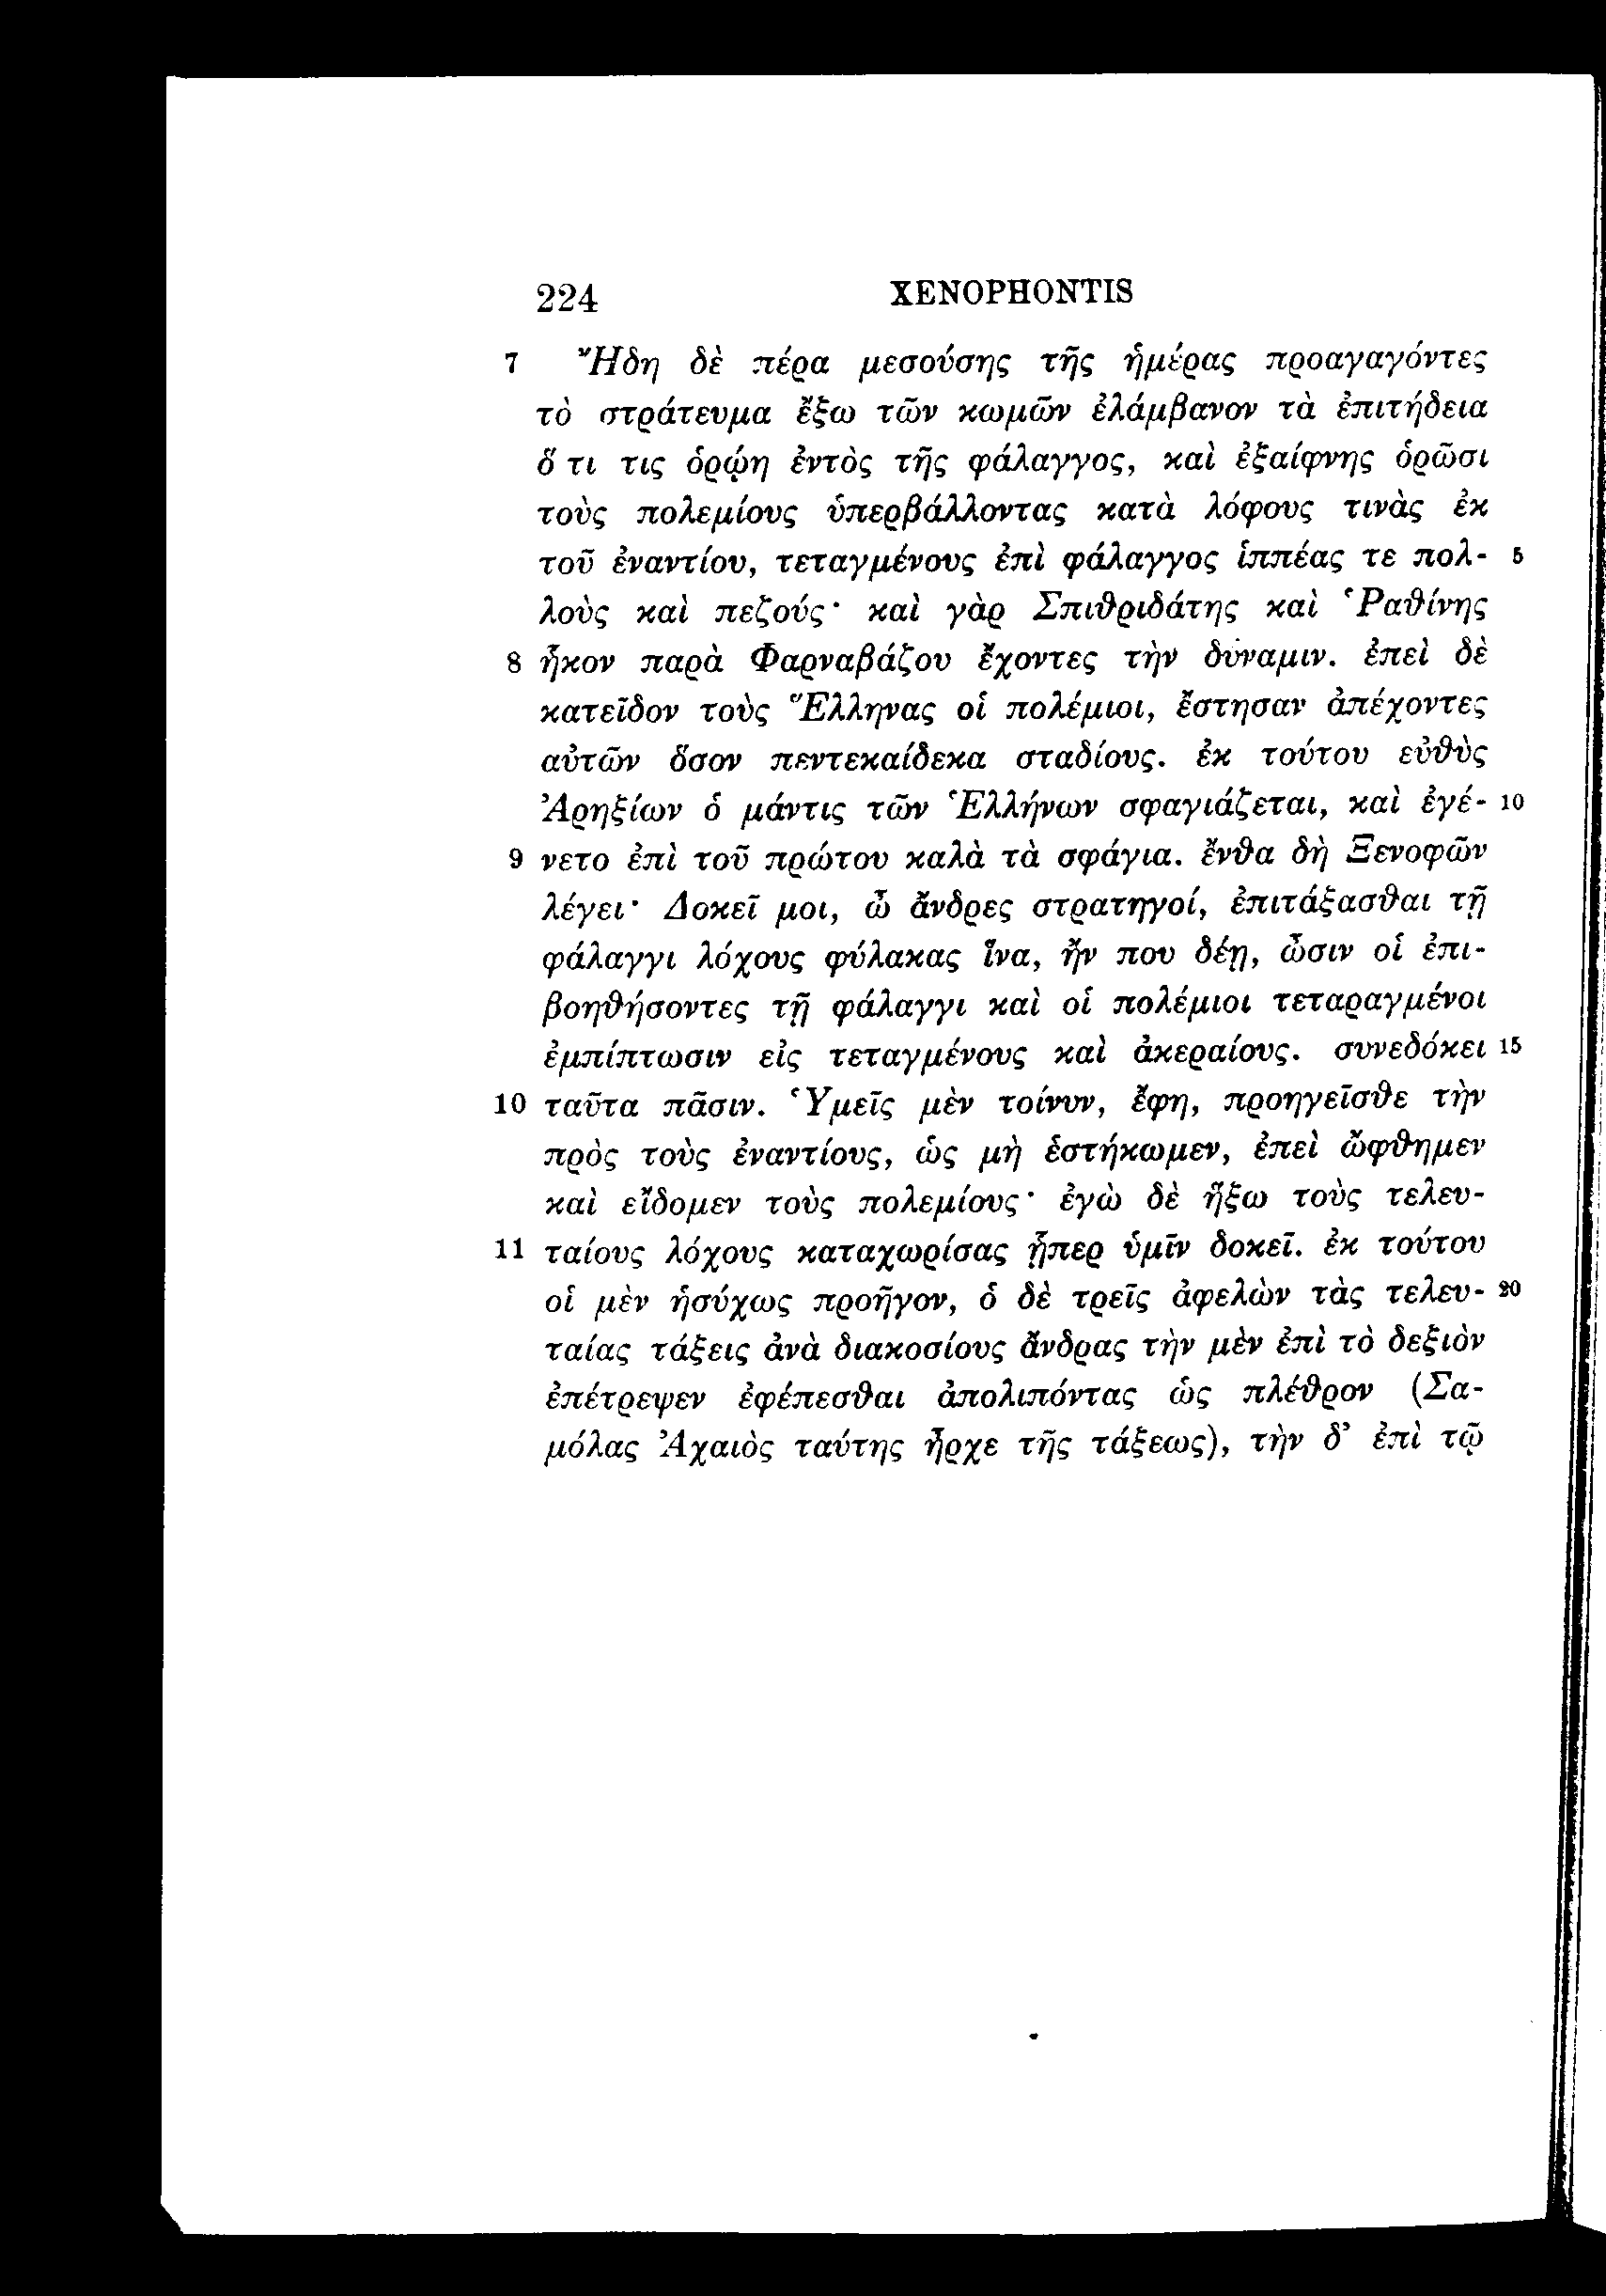 224 XENOPHONTIS
7 Ἤδη δὲ πέρα μεσούσης τῆς ἡμέρας προαγαγόντες
τὸ στράτευμα ἔξω τῶν κωμῶν ἐλάμβανον τὰ ἐπιτήδεια
ὅ τι τις ὁρῴη ἐντὸς τῆς φάλαγγος, καὶ ἐξαίφνης ὁρῶσι
τοὺς πολεμίους ὑπερβάλλοντας κατὰ λόφους τινὰς ἐκ
τοῦ ἐναντίου, τεταγμένους ἐπὶ φάλαγγος ἱππέας τε πολ- 5
λοὺς καὶ πεζούς· καὶ γὰρ Σπιθριδάτης καὶ Ῥαθίνης
8 ἧκον παρὰ Φαρναβάζου ἔχοντες τὴν δύναμιν. ἐπεὶ δὲ
κατεῖδον τοὺς Ἕλληνας οἱ πολέμιοι, ἔστησαν ἀπέχοντες
αὐτῶν ὅσον πεντεκαίδεκα σταδίους. ἐκ τούτου εὐθὺς
Ἀρηξίων ὁ μάντις τῶν Ἑλλήνων σφαγιάζεται, καὶ ἐγέ- 10
9 νετο ἐπὶ τοῦ πρώτου καλὰ τὰ σφάγια. ἔνθα δὴ Ξενοφῶν
λέγει· Δοκεῖ μοι, ὦ ἄνδρες στρατηγοί, ἐπιτάξασθαι τῇ
φάλαγγι λόχους φύλακας ἵνα, ἤν που δέῃ, ὦσιν οἱ ἐπι-
βοηθήσοντες τῇ φάλαγγι καὶ οἱ πολέμιοι τεταραγμένοι
ἐμπίπτωσιν εἰς τεταγμένους καὶ ἀκεραίους. συνεδόκει 15
10 ταῦτα πᾶσιν. Ὑμεῖς μὲν τοίνυν, ἔφη, προηγεῖσθε τὴν
πρὸς τοὺς ἐναντίους, ὡς μὴ ἑστήκωμεν, ἐπεὶ ὤφθημεν
καὶ εἴδομεν τοὺς πολεμίους· ἐγὼ δὲ ἥξω τοὺς τελευ-
11 ταίους λόχους καταχωρίσας ᾗπερ ὑμῖν δοκεῖ. ἐκ τούτου
οἱ μὲν ἡσύχως προῆγον, ὁ δὲ τρεῖς ἀφελὼν τὰς τελευ- 20
ταίας τάξεις ἀνὰ διακοσίους ἄνδρας τὴν μὲν ἐπὶ τὸ δεξιὸν
ἐπέτρεψεν ἐφέπεσθαι ἀπολιπόντας ὡς πλέθρον (Σα-
μόλας Ἀχαιὸς ταύτης ἦρχε τῆς τάξεως), τὴν δ’ ἐπὶ τῷ